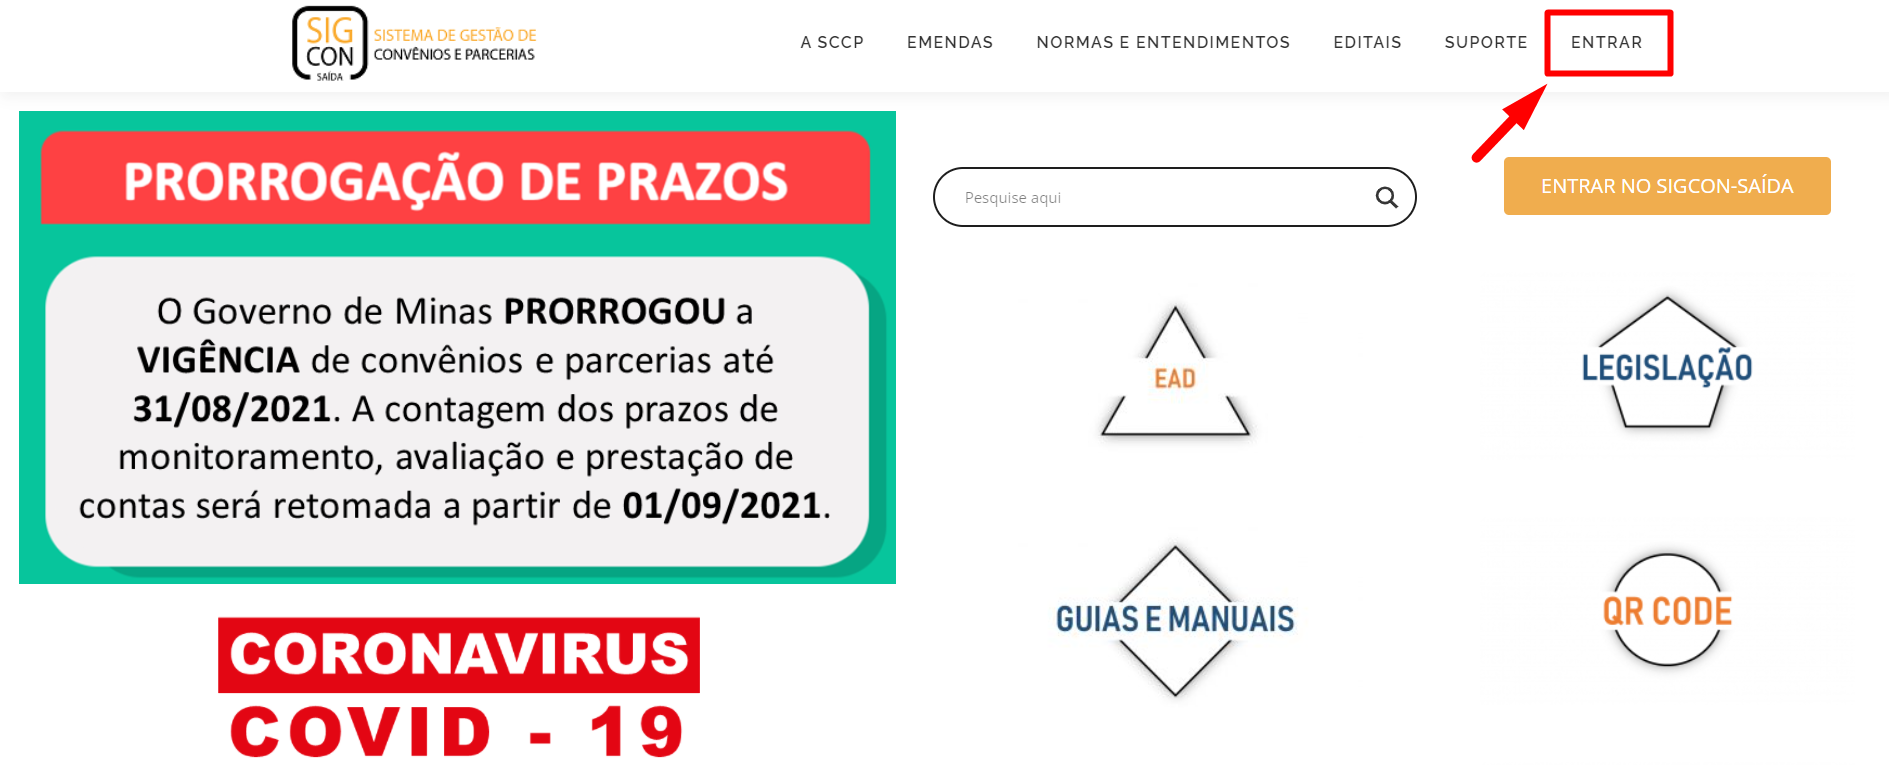 SIG
CON
SAÍDA
SISTEMA DE GESTÃO DE
CONVÊNIOS E PARCERIAS
A SCCP
EMENDAS
NORMAS E ENTENDIMENTOS
EDITAIS
SUPORTE
ENTRAR
PRORROGAÇÃO DE PRAZOS
O Governo de Minas PRORROGOU a
VIGÊNCIA de convênios e parcerias até
31/08/2021. A contagem dos prazos de
monitoramento, avaliação e prestação de
contas será retomada a partir de 01/09/2021.
CORONAVIRUS
COVID - 19
Pesquise aqui
ENTRAR NO SIGCON-SAÍDA
EAD
LEGISLAÇÃO
GUIAS E MANUAIS
QR CODE